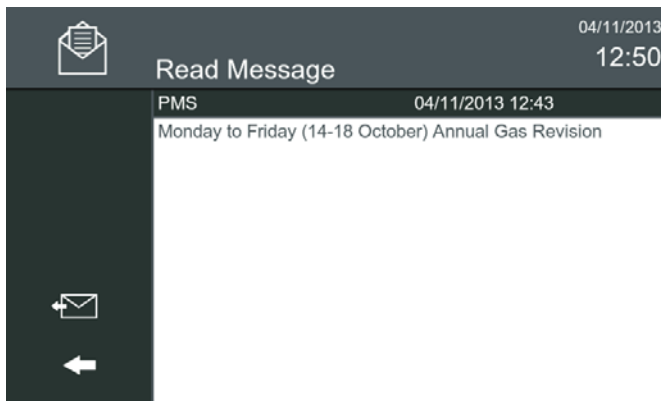 04/11/2013
12:50
Read Message
PMS 04/11/2013 12:43
Monday to Friday (14-18 October) Annual Gas Revision